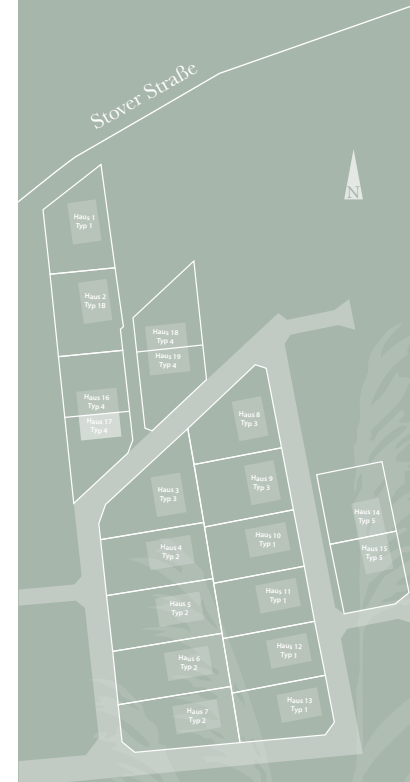 Stover Straße
N
Haus 1
Typ 1
Haus 2
Typ 1B
Haus 18
Typ 4
Haus 19
Typ 4
Haus 16
Typ 4
Haus 17
Typ 4
Haus 8
Typ 3
Haus 9
Typ 3
Haus 3
Typ 3
Haus 10
Typ 1
Haus 4
Typ 2
Haus 14
Typ 5
Haus 15
Typ 5
Haus 11
Typ 1
Haus 5
Typ 2
Haus 12
Typ 1
Haus 6
Typ 2
Haus 13
Typ 1
Haus 7
Typ 2